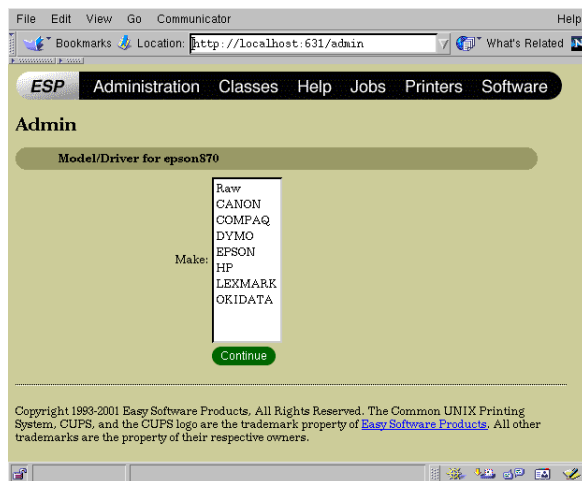 File Edit View Go Communicator Help
Bookmarks Location: http://localhost:631/admin What's Related N
ESP Administration Classes Help Jobs Printers Software
Admin
Model/Driver for epson870
Make:
Raw
CANON
COMPAQ
DYMO
EPSON
HP
LEXMARK
OKIDATA
Continue
Copyright 1993-2001 Easy Software Products, All Rights Reserved. The Common UNIX Printing
System, CUPS, and the CUPS logo are the trademark property of Easy Software Products. All other
trademarks are the property of their respective owners.